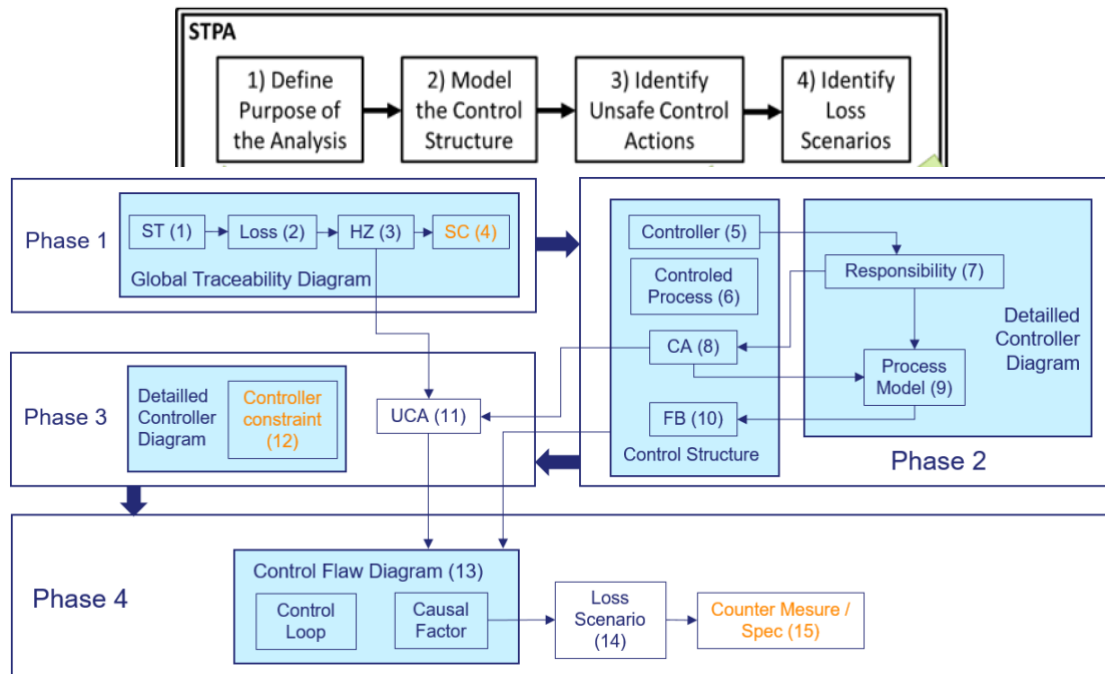 STPA
1) Define
Purpose of
the Analysis
2) Model
the Control
Structure
3) Identify
Unsafe Control
Actions
4) Identify
Loss
Scenarios
Phase 1
ST (1)
Loss (2)
HZ (3)
SC (4)
Global Traceability Diagram
Controller (5)
Controled
Process (6)
CA (8)
FB (10)
Control Structure
Responsibility (7)
Detailled
Controller
Diagram
Process
Model (9)
Phase 2
Phase 3
Detailled
Controller
Diagram
Controller
constraint
(12)
UCA (11)
Phase 4
Control Flaw Diagram (13)
Control
Loop
Causal
Factor
Loss
Scenario
(14)
Counter Mesure /
Spec (15)